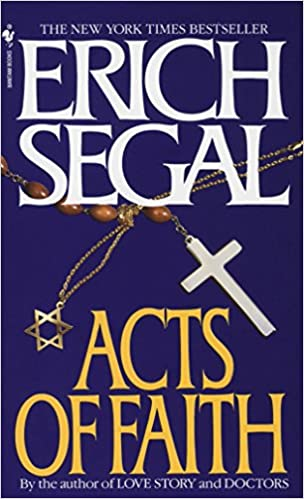 THE NEW YORK TIMES BESTSELLER
ERICH
SEGAL
ACTS
OF FAITH
By the author of LOVE STORY and DOCTORS